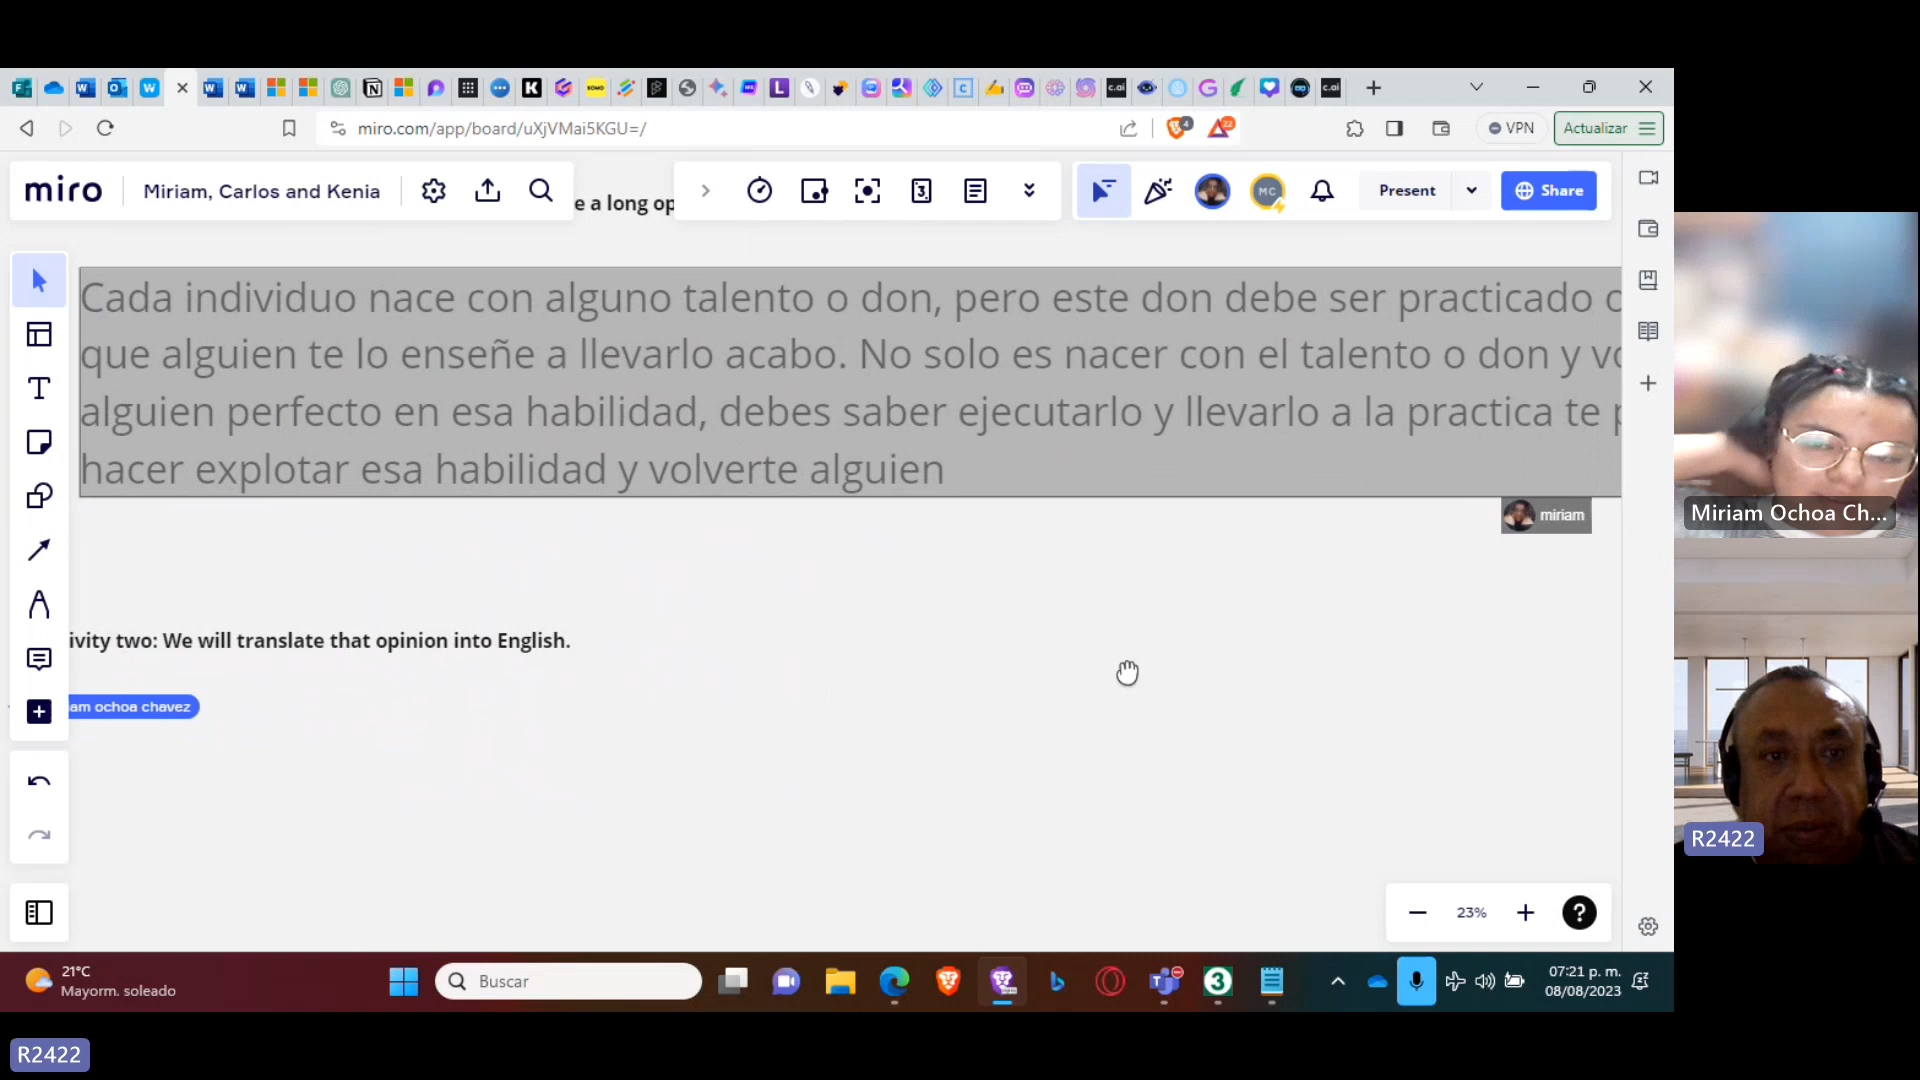 miro.com/app/board/uXjVMai5KGU=/
4
22
VPN
Actualizar
miro
Miriam, Carlos and Kenia
e a long op
3
MC
Present
Share
Cada individuo nace con alguno talento o don, pero este don debe ser practicado
que alguien te lo enseñe a llevarlo acabo. No solo es nacer con el talento o don y
alguien perfecto en esa habilidad, debes saber ejecutarlo y llevarlo a la practica te
hacer explotar esa habilidad y volverte alguien
miriam
ivity two: We will translate that opinion into English.
am ochoa chavez
Miriam Ochoa Ch...
R2422
23%
?
21°C
Mayorm. soleado
Buscar
07:21 p. m.
08/08/2023
R2422